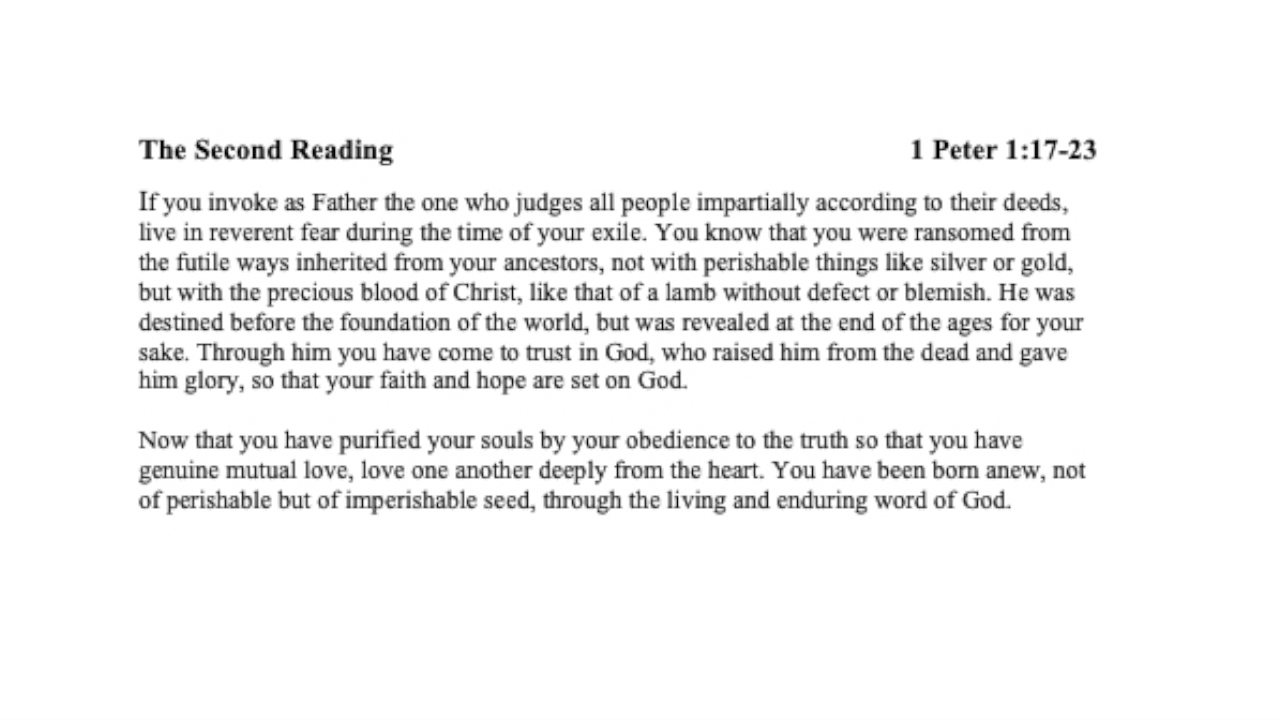 The Second Reading 1 Peter 1:17-23
If you invoke as Father the one who judges all people impartially according to their deeds,
live in reverent fear during the time of your exile. You know that you were ransomed from
the futile ways inherited from your ancestors, not with perishable things like silver or gold,
but with the precious blood of Christ, like that of a lamb without defect or blemish. He was
destined before the foundation of the world, but was revealed at the end of the ages for your
sake. Through him you have come to trust in God, who raised him from the dead and gave
him glory, so that your faith and hope are set on God.
Now that you have purified your souls by your obedience to the truth so that you have
genuine mutual love, love one another deeply from the heart. You have been born anew, not
of perishable but of imperishable seed, through the living and enduring word of God.